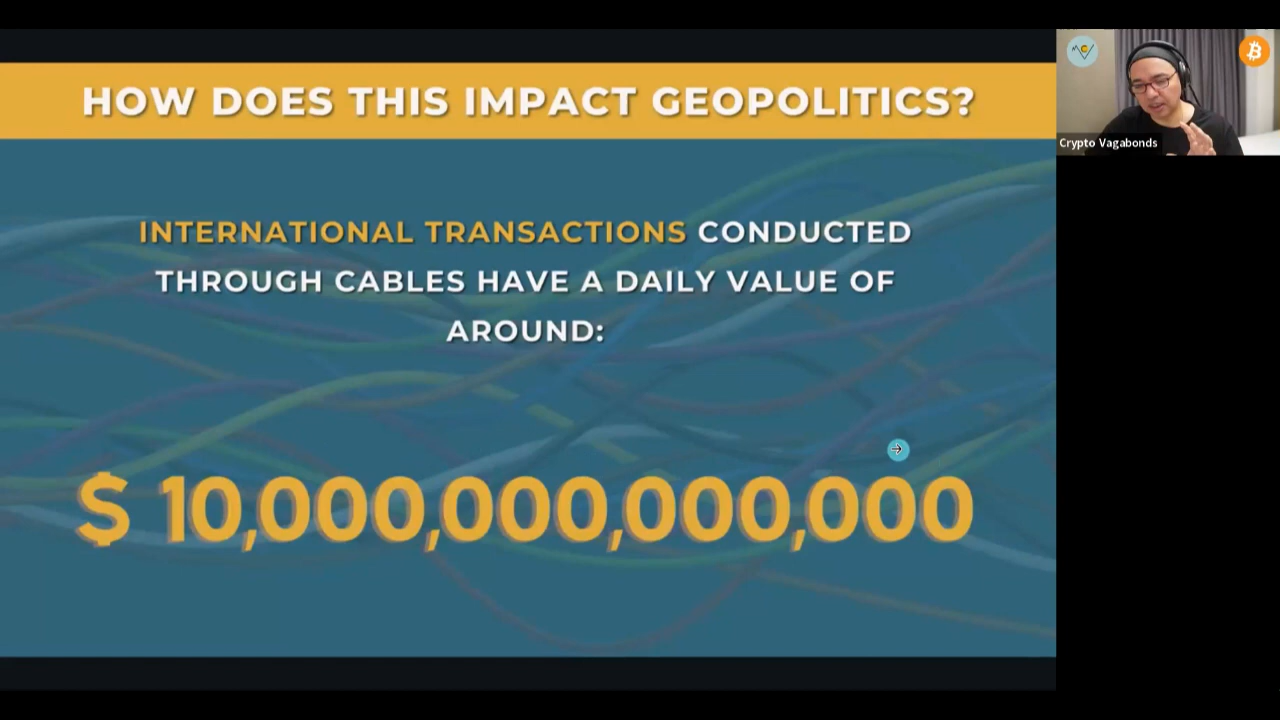 HOW DOES THIS IMPACT GEOPOLITICS?
INTERNATIONAL TRANSACTIONS CONDUCTED
THROUGH CABLES HAVE A DAILY VALUE OF
AROUND:
$ 10,000,000,000,000
Crypto Vagabonds